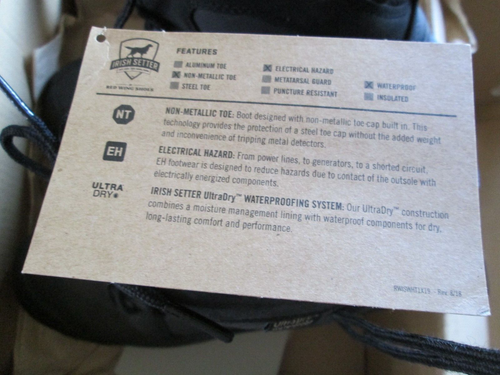 IRISH SETTER
RED WING SHOES
FEATURES
ALUMINUM TOE
NON-METALLIC TOE
STEEL TOE
ELECTRICAL HAZARD
METATARSAL GUARD
PUNCTURE RESISTANT
WATERPROOF
INSULATED
NT
NON-METALLIC TOE: Boot designed with non-metallic toe cap built in. This
technology provides the protection of a steel toe cap without the added weight
and inconvenience of tripping metal detectors.
EH
ELECTRICAL HAZARD: From power lines, to generators, to a shorted circuit,
EH footwear is designed to reduce hazards due to contact of the outsole with
electrically energized components.
ULTRA
DRY
IRISH SETTER UltraDry™ WATERPROOFING SYSTEM: Our UltraDry™ construction
combines a moisture management lining with waterproof components for dry,
long-lasting comfort and performance.
Rev